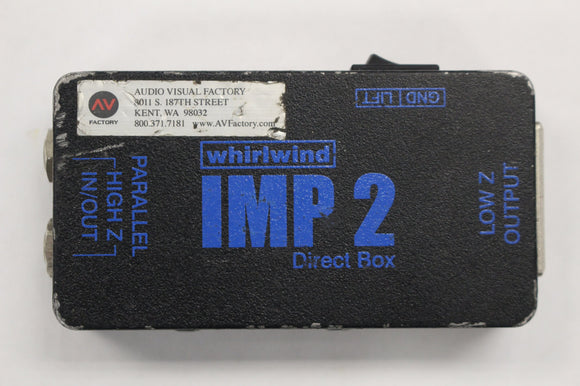 AV
FACTORY
AUDIO VISUAL FACTORY
8011 S. 187TH STREET
KENT, WA 98032
800.371.7181 www.AVFactory.com
GND LIFT
whirlwind
IMP 2
Direct Box
PARALLEL
HIGH Z
IN/OUT
LOW Z
OUTPUT